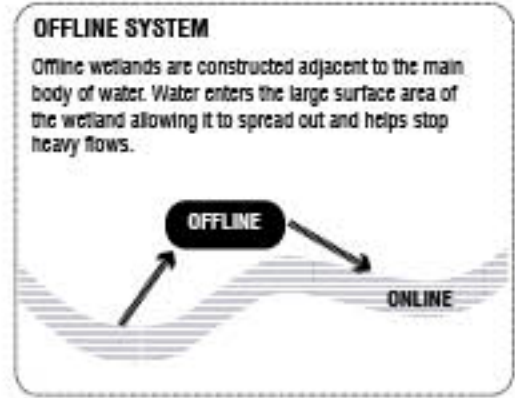 OFFLINE SYSTEM
Offline wetlands are constructed adjacent to the main
body of water. Water enters the large surface area of
the wetland allowing it to spread out and helps stop
heavy flows.
OFFLINE
ONLINE